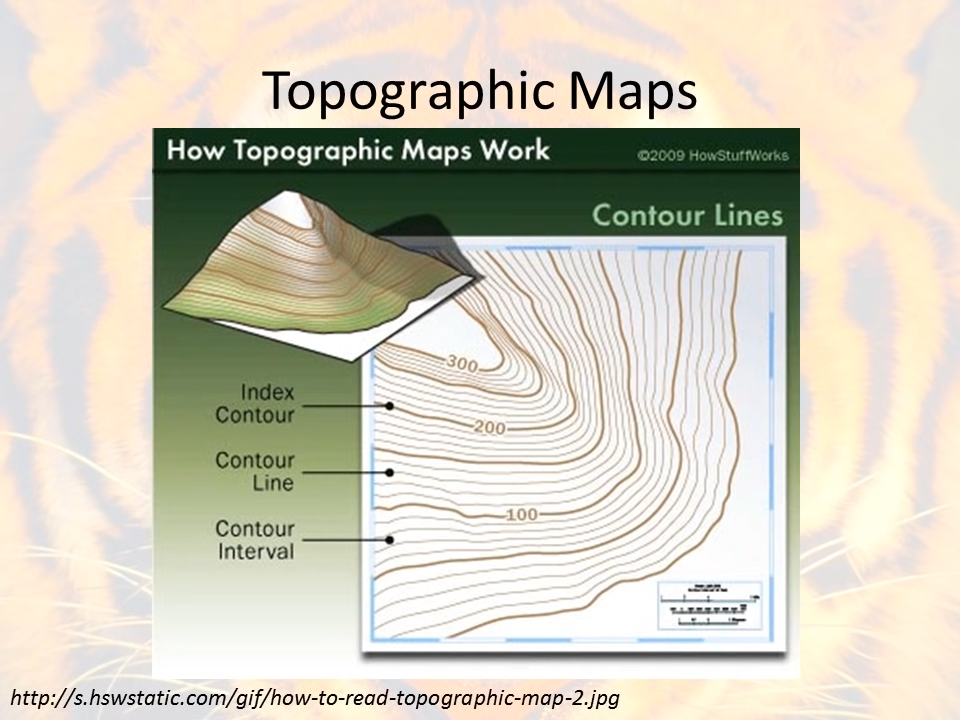 Topographic Maps
How Topographic Maps Work
©2009 HowStuffWorks
Contour Lines
300
Index
Contour
200
Contour
Line
100
Contour
Interval
http://s.hswstatic.com/gif/how-to-read-topographic-map-2.jpg